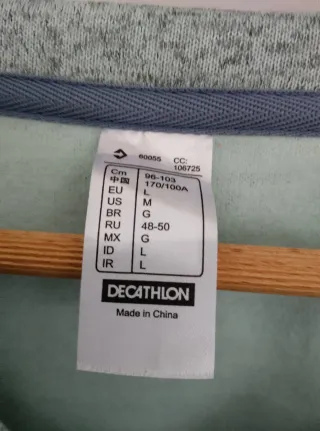 60055 CC: 106725
Cm 96-103
中国 170/100A
EU L
US M
BR G
RU 48-50
MX G
ID L
IR L
DECATHLON
Made in China